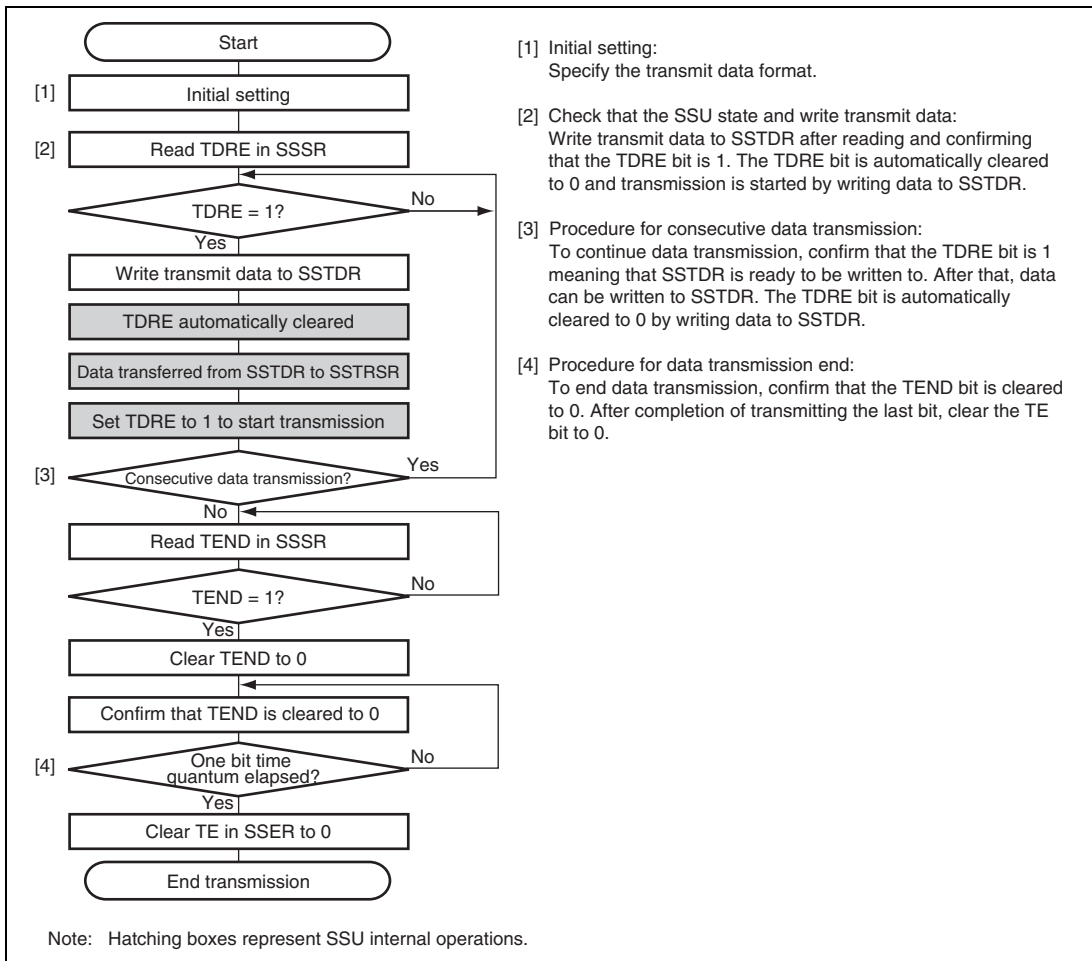 Start
[1] Initial setting
[2] Read TDRE in SSSR
TDRE = 1?
No
Yes
Write transmit data to SSTDR
TDRE automatically cleared
Data transferred from SSTDR to SSTRSR
Set TDRE to 1 to start transmission
[3] Consecutive data transmission?
Yes
No
Read TEND in SSSR
TEND = 1?
No
Yes
Clear TEND to 0
Confirm that TEND is cleared to 0
[4] One bit time
quantum elapsed?
No
Yes
Clear TE in SSER to 0
End transmission
[1] Initial setting:
Specify the transmit data format.
[2] Check that the SSU state and write transmit data:
Write transmit data to SSTDR after reading and confirming
that the TDRE bit is 1. The TDRE bit is automatically cleared
to 0 and transmission is started by writing data to SSTDR.
[3] Procedure for consecutive data transmission:
To continue data transmission, confirm that the TDRE bit is 1
meaning that SSTDR is ready to be written to. After that, data
can be written to SSTDR. The TDRE bit is automatically
cleared to 0 by writing data to SSTDR.
[4] Procedure for data transmission end:
To end data transmission, confirm that the TEND bit is cleared
to 0. After completion of transmitting the last bit, clear the TE
bit to 0.
Note: Hatching boxes represent SSU internal operations.